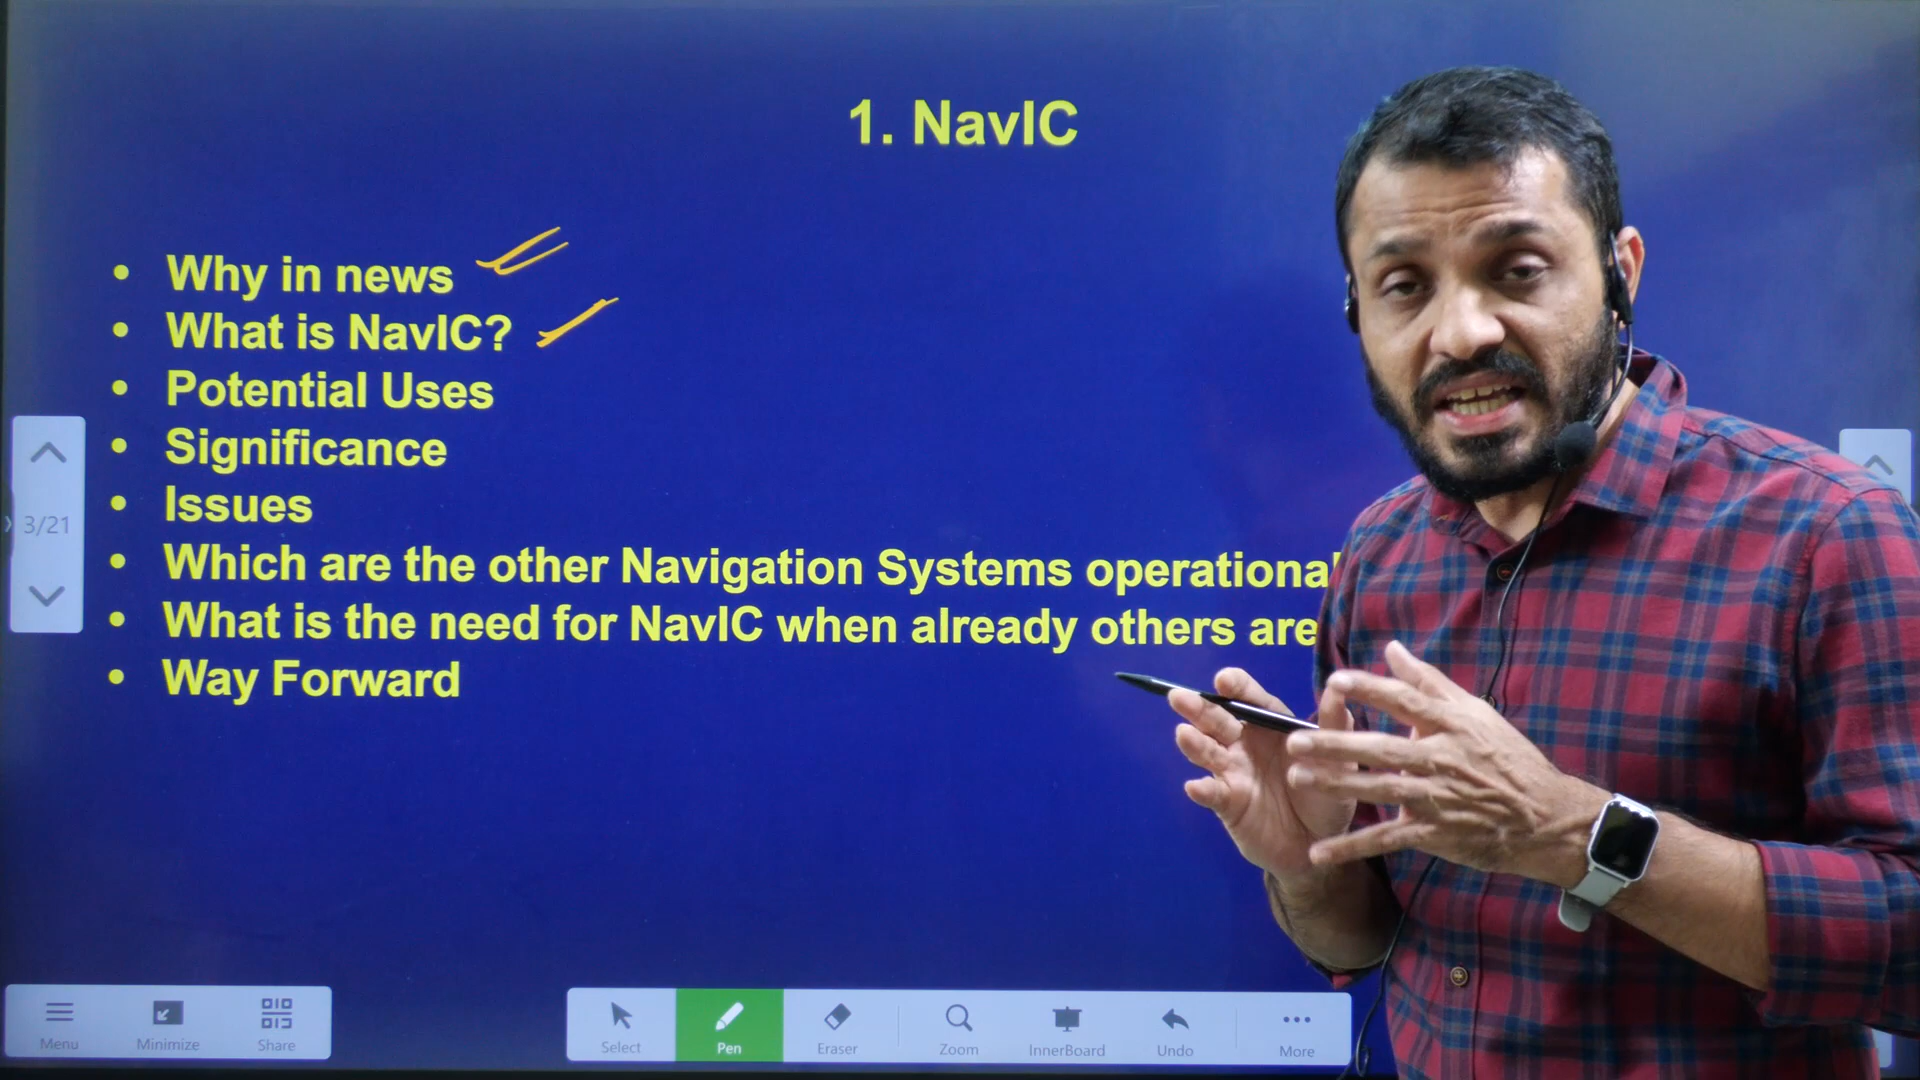 1. NavIC
• Why in news
• What is NavIC?
• Potential Uses
• Significance
• Issues
• Which are the other Navigation Systems operational
• What is the need for NavIC when already others are
• Way Forward
3/21
Menu Minimize Share
Select Pen Eraser Zoom InnerBoard Undo More